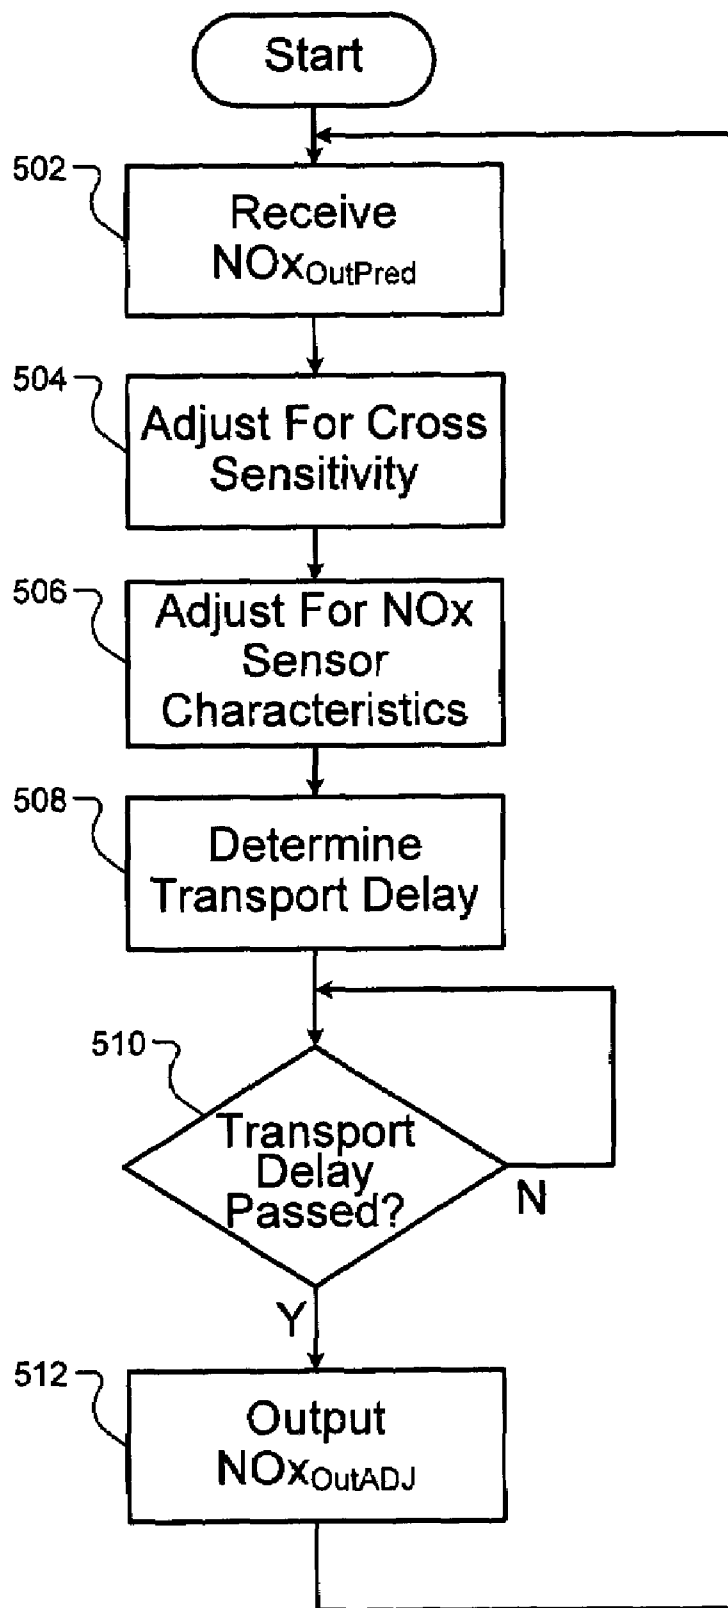 Start
502
Receive
NOxOutPred
504
Adjust For Cross
Sensitivity
506
Adjust For NOx
Sensor
Characteristics
508
Determine
Transport Delay
510
Transport
Delay
Passed?
N
Y
512
Output
NOxOutADJ